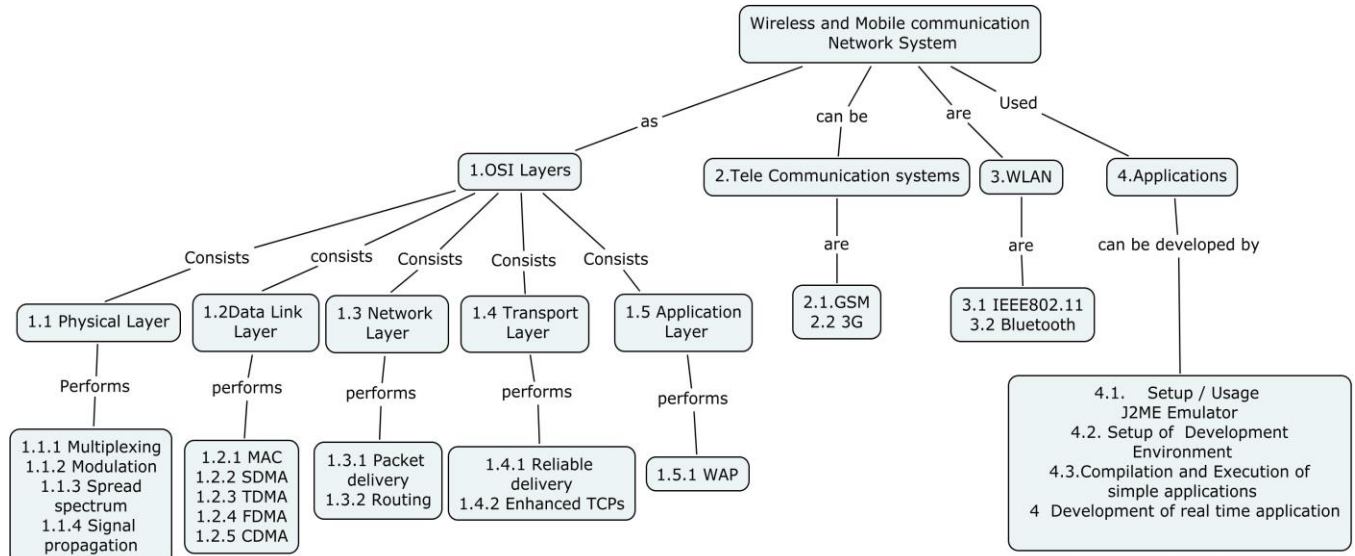 Wireless and Mobile communication
Network System
as
can be
are
Used
1.OSI Layers
2.Tele Communication systems
3.WLAN
4.Applications
Consists
consists
Consists
Consists
Consists
are
are
can be developed by
1.1 Physical Layer
1.2Data Link
Layer
1.3 Network
Layer
1.4 Transport
Layer
1.5 Application
Layer
2.1.GSM
2.2 3G
3.1 IEEE802.11
3.2 Bluetooth
Performs
performs
performs
performs
performs
1.1.1 Multiplexing
1.1.2 Modulation
1.1.3 Spread
spectrum
1.1.4 Signal
propagation
1.2.1 MAC
1.2.2 SDMA
1.2.3 TDMA
1.2.4 FDMA
1.2.5 CDMA
1.3.1 Packet
delivery
1.3.2 Routing
1.4.1 Reliable
delivery
1.4.2 Enhanced TCPs
1.5.1 WAP
4.1. Setup / Usage
J2ME Emulator
4.2. Setup of Development
Environment
4.3.Compilation and Execution of
simple applications
4 Development of real time application